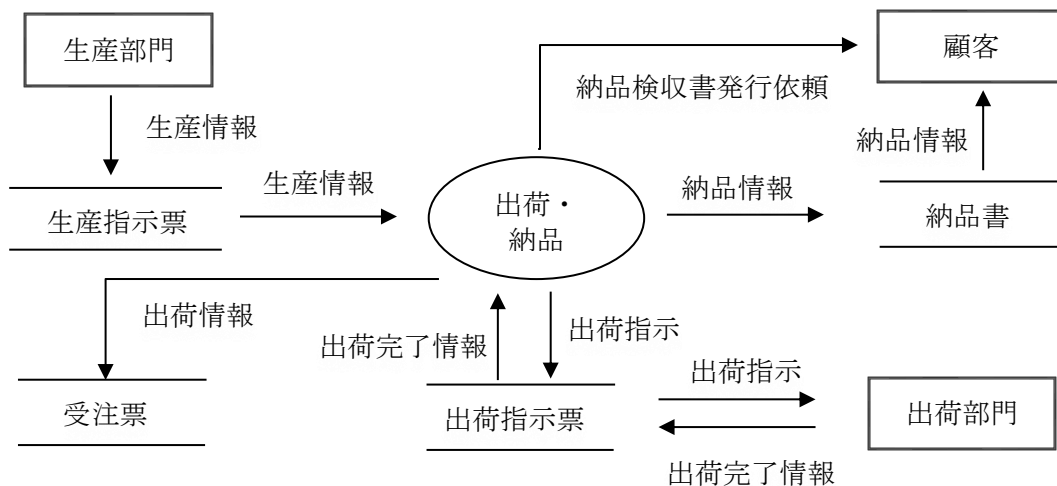 生産部門
顧客
納品検収書発行依頼
生産情報
納品情報
生産情報
納品情報
出荷・
納品
生産指示票
納品書
出荷情報
出荷指示
出荷完了情報
出荷指示
受注票
出荷指示票
出荷部門
出荷完了情報